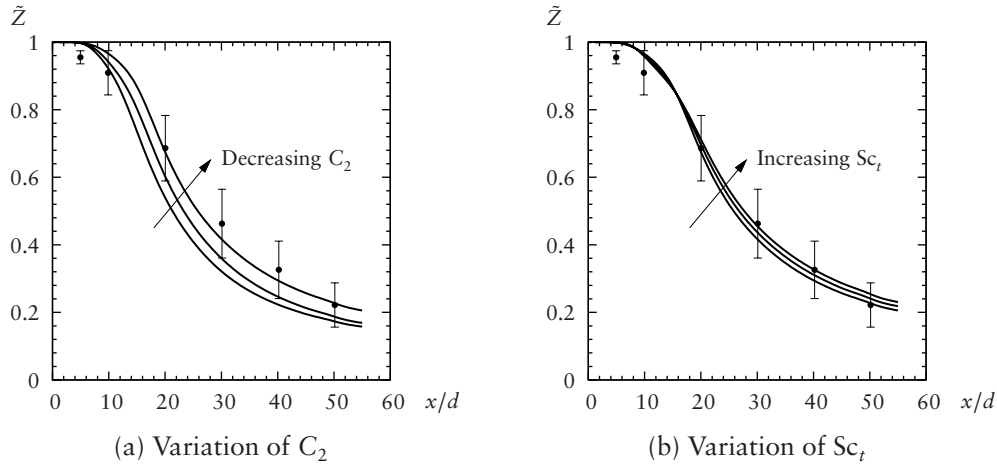 Z̃
1
0.8
0.6
0.4
0.2
0
0 10 20 30 40 50 60 x/d
Decreasing C₂
(a) Variation of C₂
Z̃
1
0.8
0.6
0.4
0.2
0
0 10 20 30 40 50 60 x/d
Increasing Scₜ
(b) Variation of Scₜ